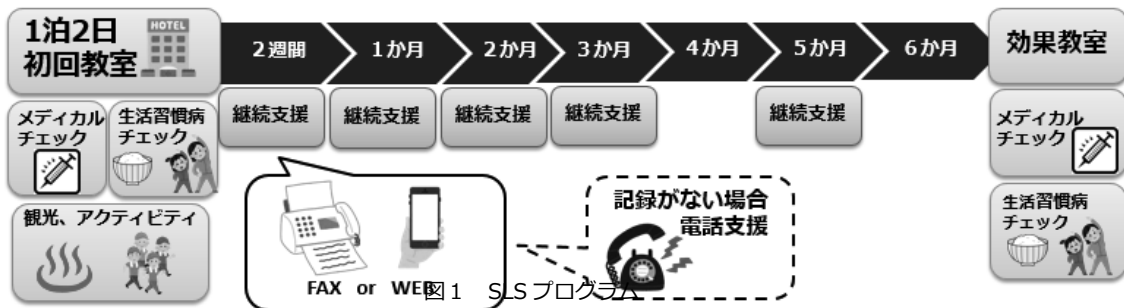 1泊2日
初回教室
HOTEL
2週間
1か月
2か月
3か月
4か月
5か月
6か月
効果教室
メディカル
チェック
生活習慣病
チェック
観光、アクティビティ
継続支援
継続支援
継続支援
継続支援
継続支援
FAX or WEB
記録がない場合
電話支援
メディカル
チェック
生活習慣病
チェック
図1 SLSプログラム